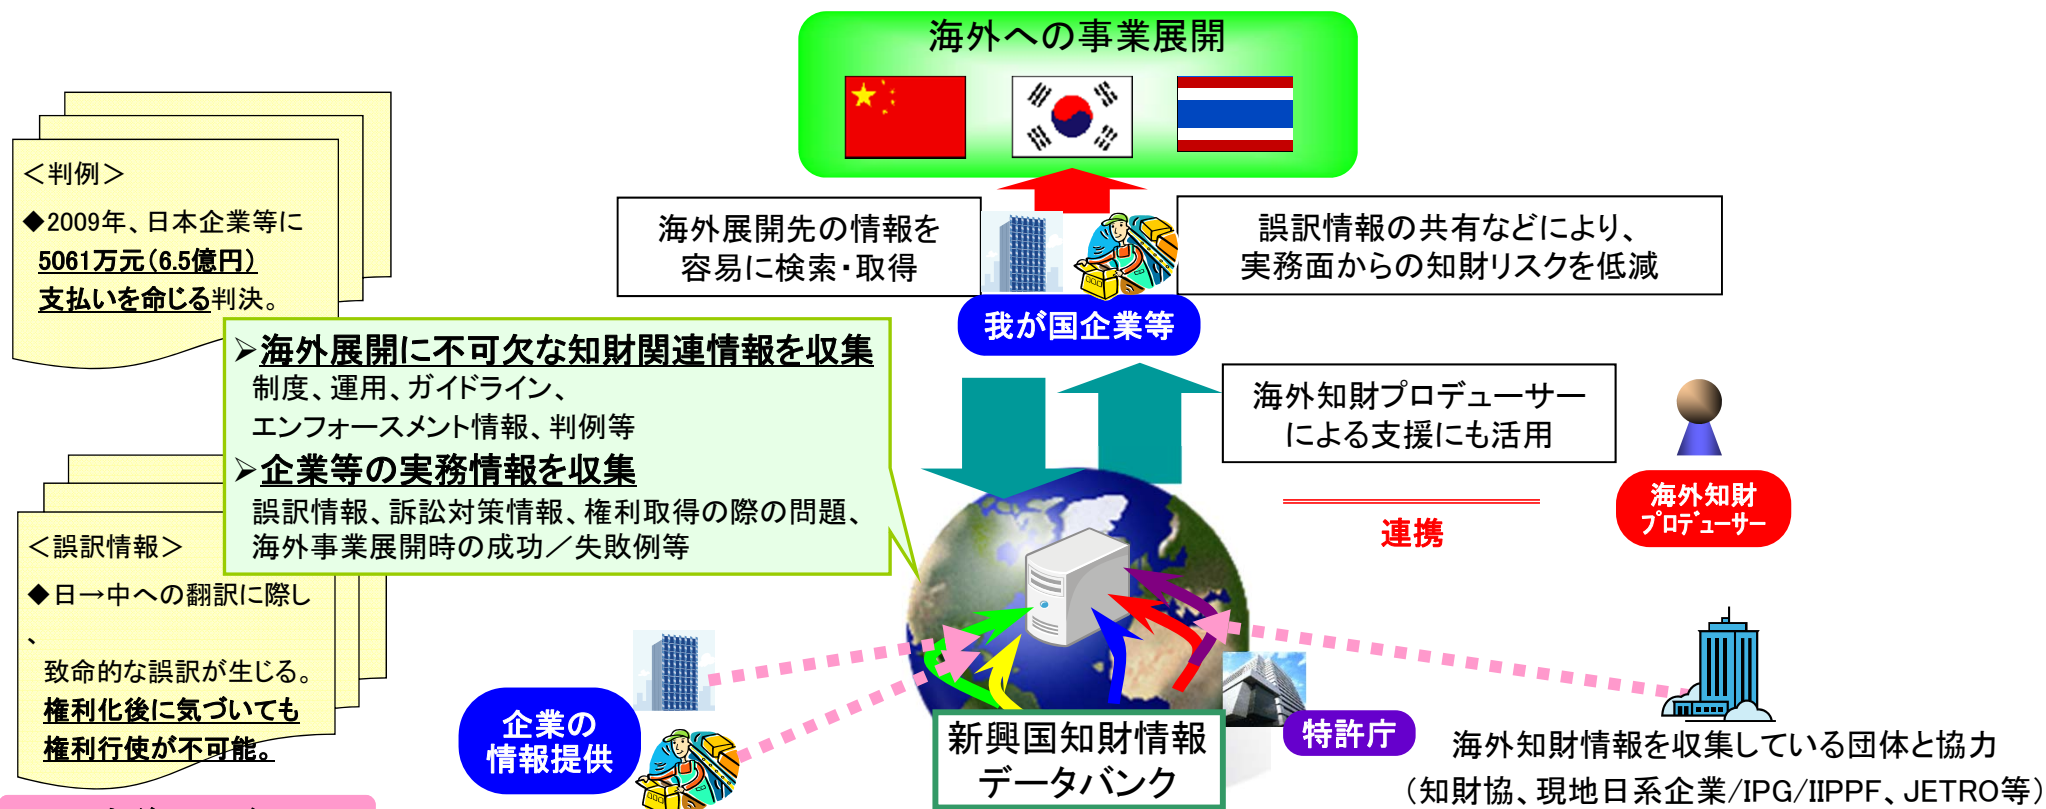 海外への事業展開
＜判例＞
◆2009年、日本企業等に
5061万元（6.5億円）
支払いを命じる判決。
海外展開先の情報を
容易に検索・取得
誤訳情報の共有などにより、
実務面からの知財リスクを低減
我が国企業等
➢海外展開に不可欠な知財関連情報を収集
制度、運用、ガイドライン、
エンフォースメント情報、判例等
➢企業等の実務情報を収集
誤訳情報、訴訟対策情報、権利取得の際の問題、
海外事業展開時の成功／失敗例等
海外知財プロデューサー
による支援にも活用
海外知財
プロデューサー
連携
＜誤訳情報＞
◆日→中への翻訳に際し
、
致命的な誤訳が生じる。
権利化後に気づいても
権利行使が不可能。
企業の
情報提供
新興国知財情報
データバンク
特許庁
海外知財情報を収集している団体と協力
（知財協、現地日系企業/IPG/IIPPF、JETRO等）